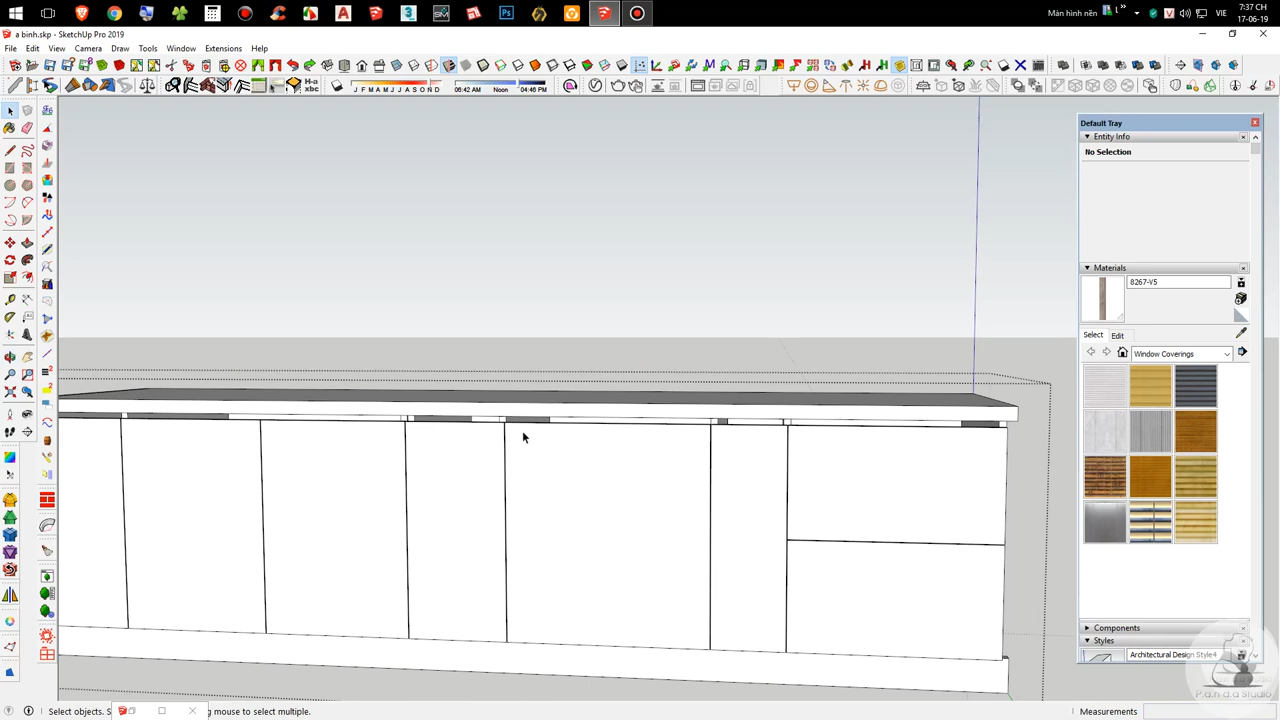 Màn hình nền
VIE
7:37 CH
17-06-19
a binh.skp - SketchUp Pro 2019
File Edit View Camera Draw Tools Window Extensions Help
H-a
xbc
J F M A M J J A S O N D
06:42 AM Noon 04:46 PM
Default Tray
Entity Info
No Selection
Materials
8267-V5
Select Edit
Window Coverings
Components
Styles
Architectural Design Style4
P.a.n.d.a Studio
Select objects. S
g mouse to select multiple.
Measurements